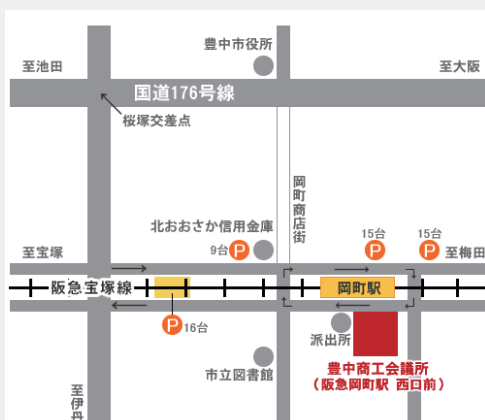 豊中市役所
至池田
至大阪
国道176号線
桜塚交差点
岡町商店街
北おおさか信用金庫
9台 P
15台
P
15台
P
至宝塚
至梅田
阪急宝塚線
岡町駅
P 16台
派出所
市立図書館
豊中商工会議所
(阪急岡町駅 西口前)
至伊丹